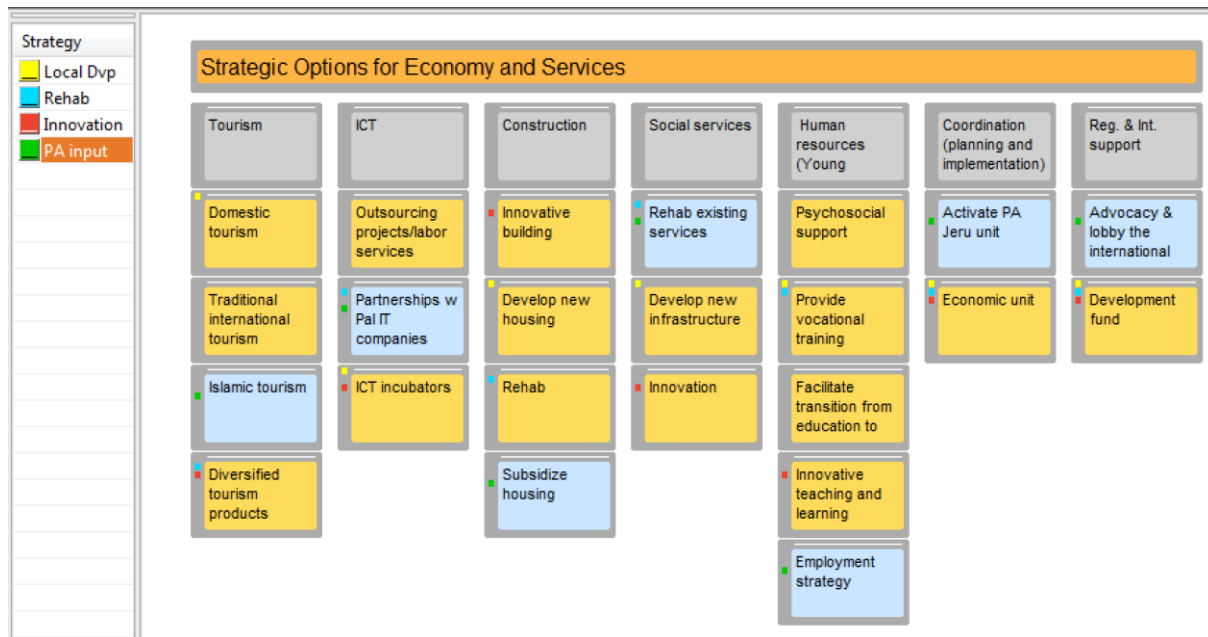 Strategy
Local Dvp
Rehab
Innovation
PA input
Strategic Options for Economy and Services
Tourism
Domestic
tourism
Traditional
international
tourism
Islamic tourism
Diversified
tourism
products
ICT
Outsourcing
projects/labor
services
Partnerships w
Pal IT
companies
ICT incubators
Construction
Innovative
building
Develop new
housing
Rehab
Subsidize
housing
Social services
Rehab existing
services
Develop new
infrastructure
Innovation
Human
resources
(Young
Psychosocial
support
Provide
vocational
training
Facilitate
transition from
education to
Innovative
teaching and
learning
Employment
strategy
Coordination
(planning and
implementation)
Activate PA
Jeru unit
Economic unit
Reg. & Int.
support
Advocacy &
lobby the
international
Development
fund